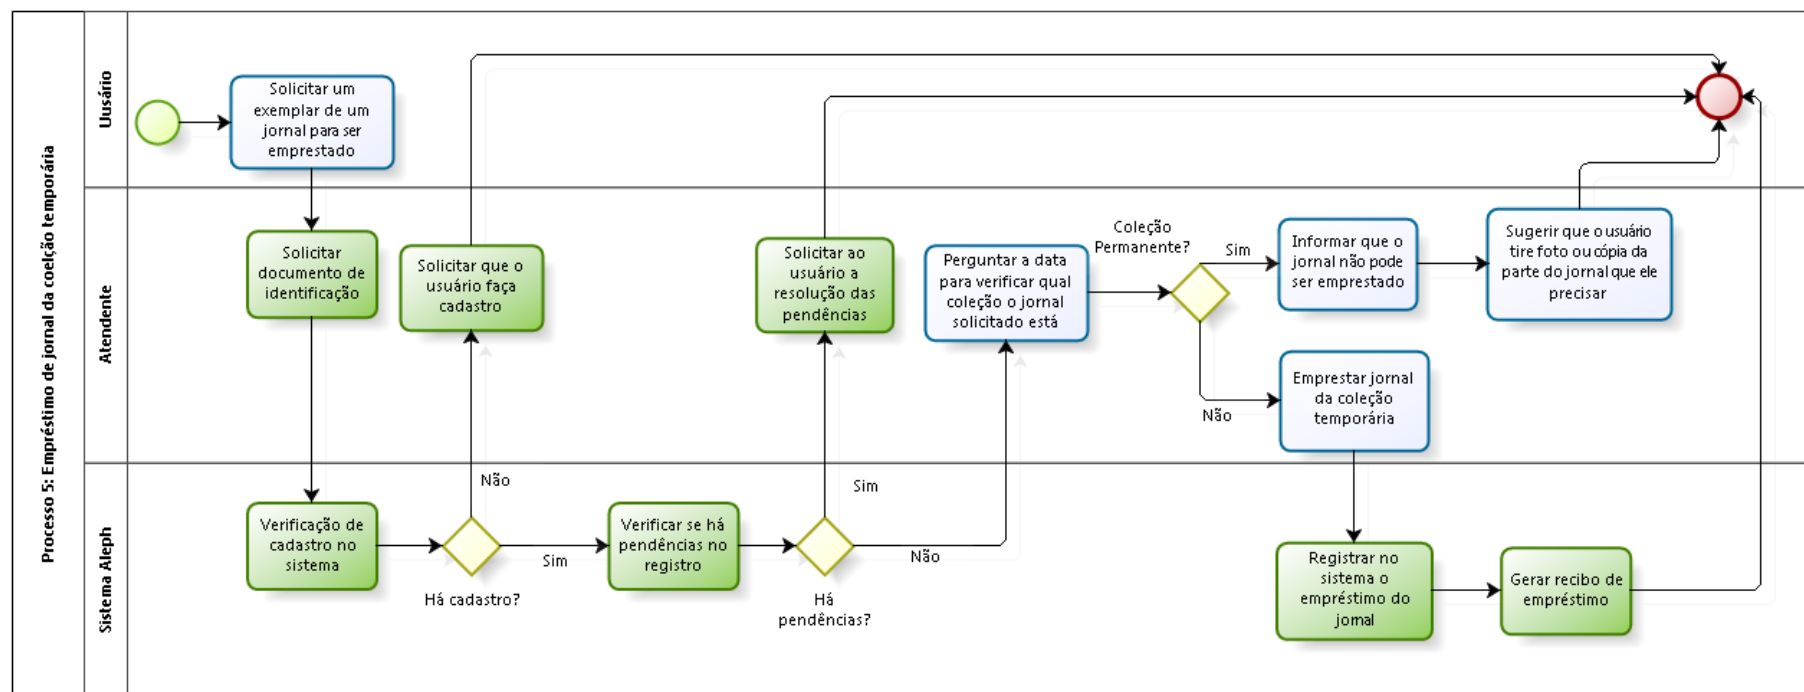 Processo 5: Empréstimo de jornal da coelção temporária
Uusário
Solicitar um
exemplar de um
jornal para ser
emprestado
Atendente
Solicitar
documento de
identificação
Solicitar que o
usuário faça
cadastro
Solicitar ao
usuário a
resolução das
pendências
Perguntar a data
para verificar qual
coleção o jornal
solicitado está
Coleção
Permanente?
Sim
Informar que o
jornal não pode
ser emprestado
Sugerir que o usuário
tire foto ou cópia da
parte do jornal que ele
precisar
Não
Emprestar jornal
da coleção
temporária
Sistema Aleph
Verificação de
cadastro no
sistema
Não
Há cadastro?
Sim
Verificar se há
pendências no
registro
Sim
Há
pendências?
Não
Registrar no
sistema o
empréstimo do
jornal
Gerar recibo de
empréstimo